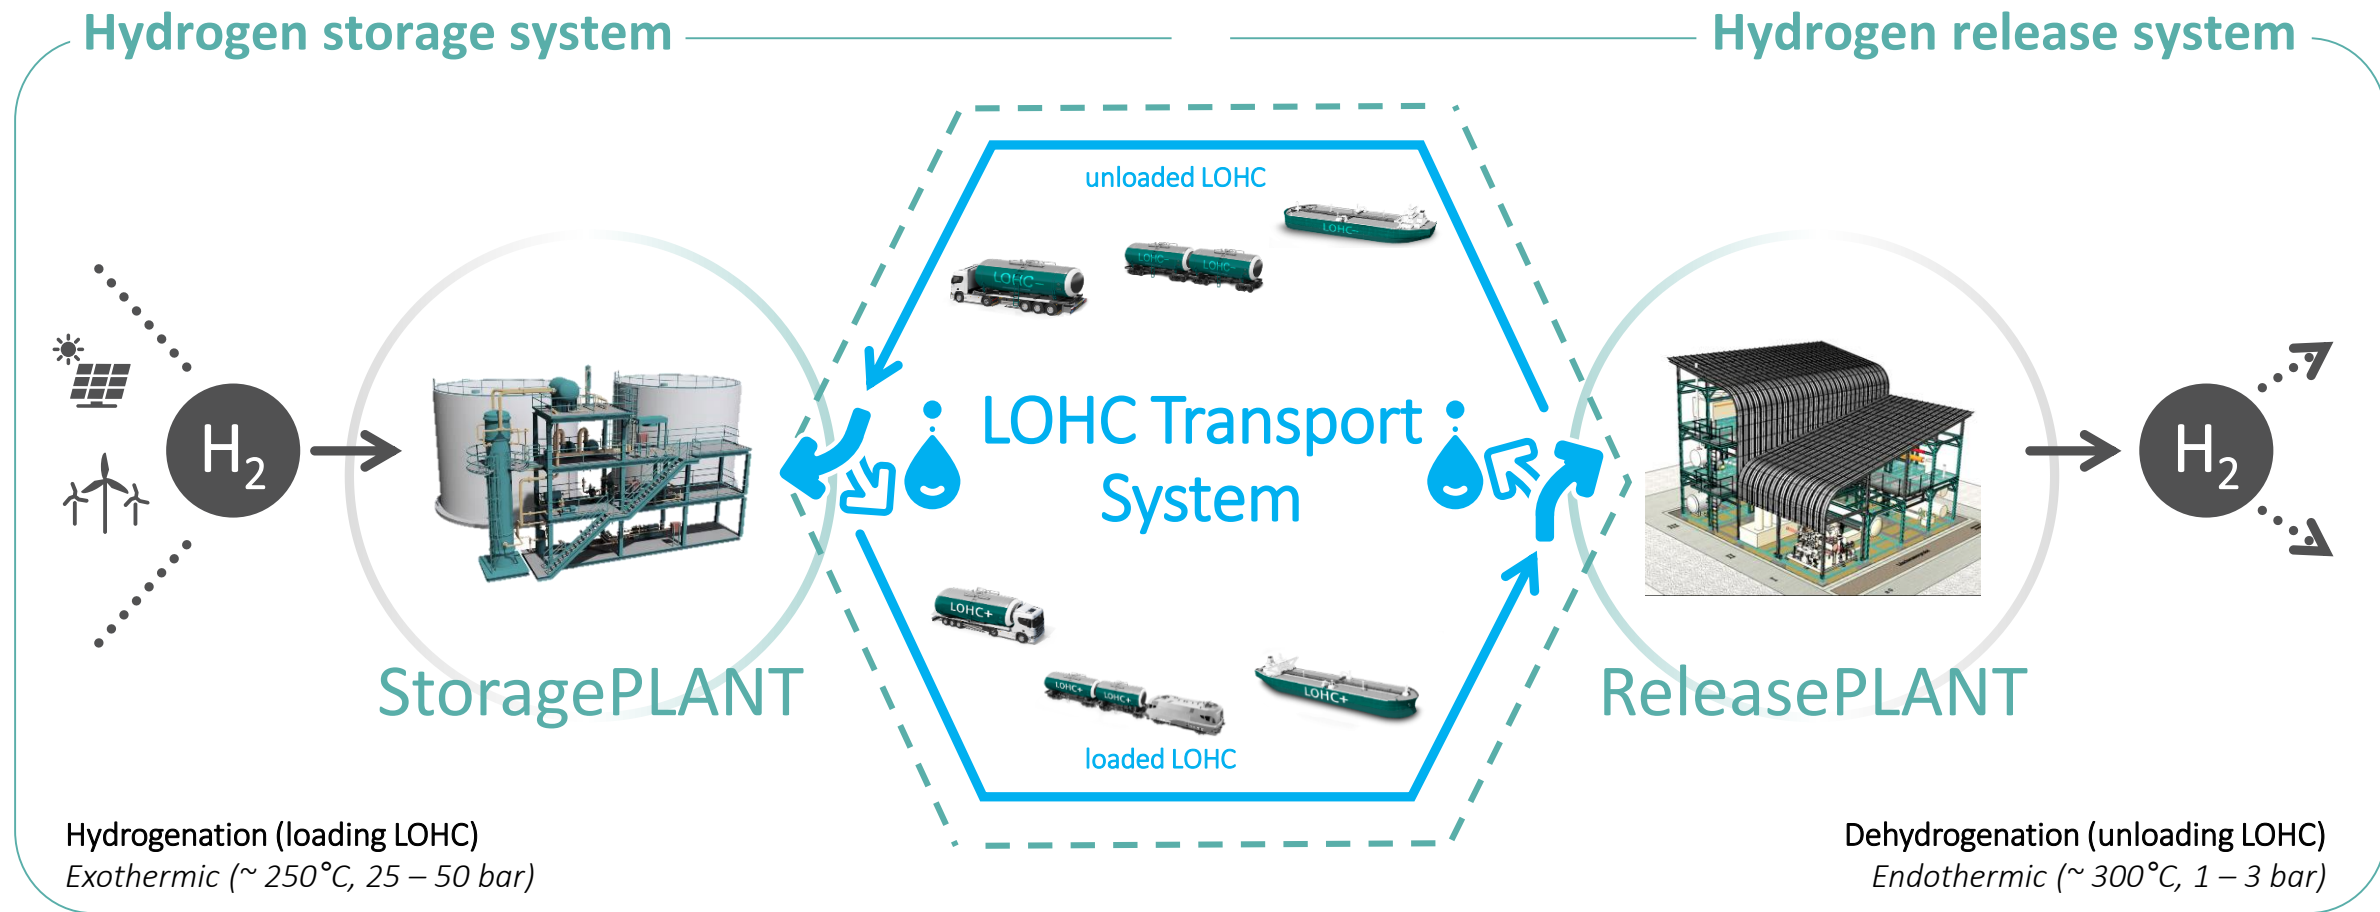 Hydrogen storage system
Hydrogen release system
unloaded LOHC
LOHC–
LOHC–
LOHC–
LOHC–
H2
LOHC Transport
System
H2
LOHC+
LOHC+
LOHC+
LOHC+
StoragePLANT
ReleasePLANT
loaded LOHC
Hydrogenation (loading LOHC)
Exothermic (~ 250°C, 25 – 50 bar)
Dehydrogenation (unloading LOHC)
Endothermic (~ 300°C, 1 – 3 bar)